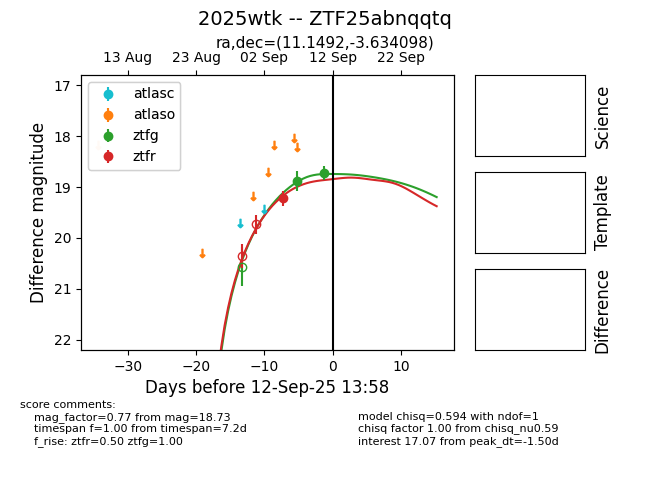 2025wtk -- ZTF25abnqqtq
ra,dec=(11.1492,-3.634098)
13 Aug 23 Aug 02 Sep 12 Sep 22 Sep
17
18
19
20
21
22
Difference magnitude
atlasc
atlaso
ztfg
ztfr
−30 −20 −10 0 10
Days before 12-Sep-25 13:58
Science
Template
Difference
score comments:
mag_factor=0.77 from mag=18.73
timespan f=1.00 from timespan=7.2d
f_rise: ztfr=0.50 ztfg=1.00
model chisq=0.594 with ndof=1
chisq factor 1.00 from chisq_nu0.59
interest 17.07 from peak_dt=-1.50d